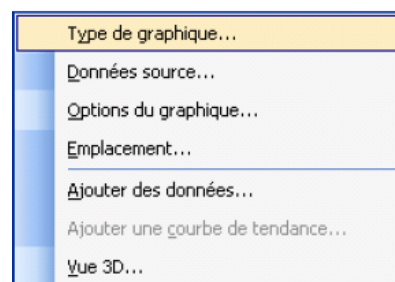 Type de graphique...
Données source...
Options du graphique...
Emplacement...
Ajouter des données...
Ajouter une courbe de tendance...
Vue 3D...